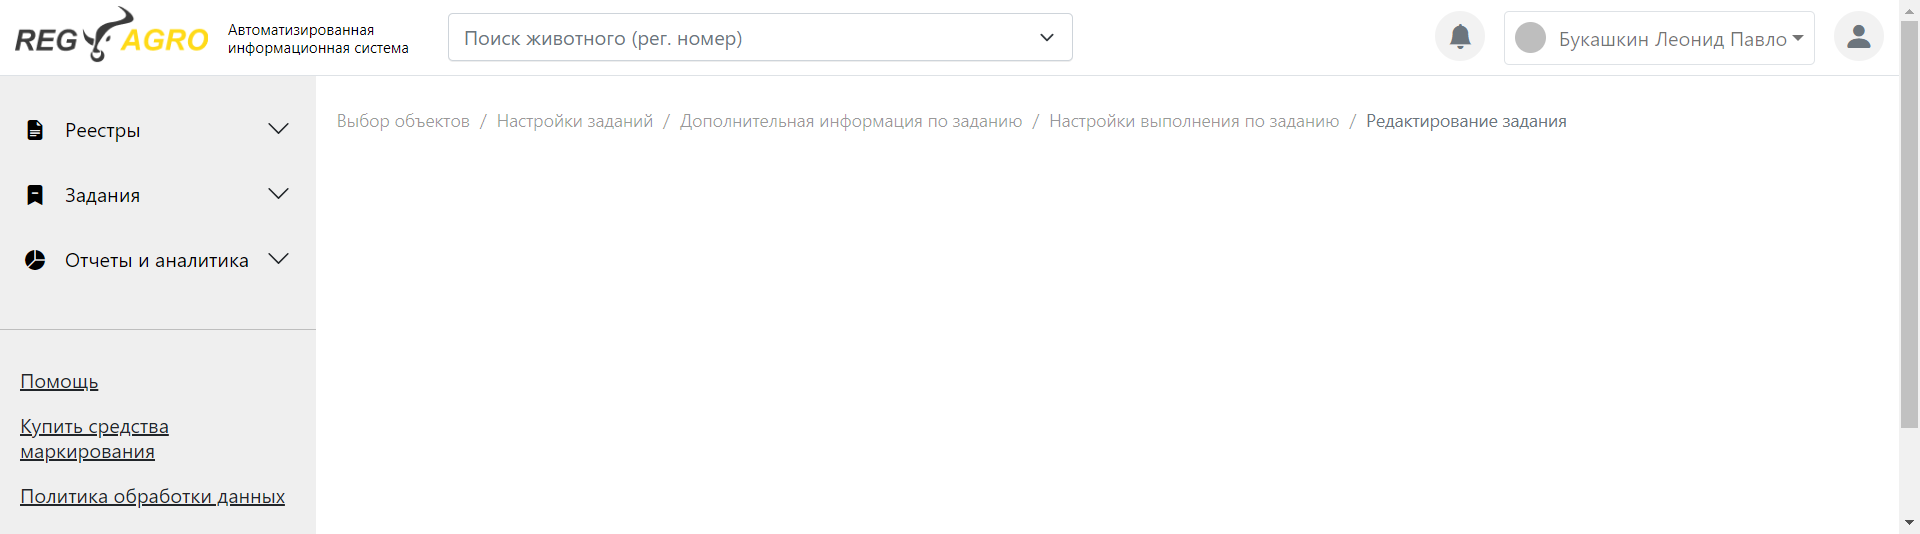 REG AGRO
Автоматизированная
информационная система
Поиск животного (рег. номер)
Букашкин Леонид Павло
Реестры
Задания
Отчеты и аналитика
Помощь
Купить средства
маркирования
Политика обработки данных
Выбор объектов / Настройки заданий / Дополнительная информация по заданию / Настройки выполнения по заданию / Редактирование задания